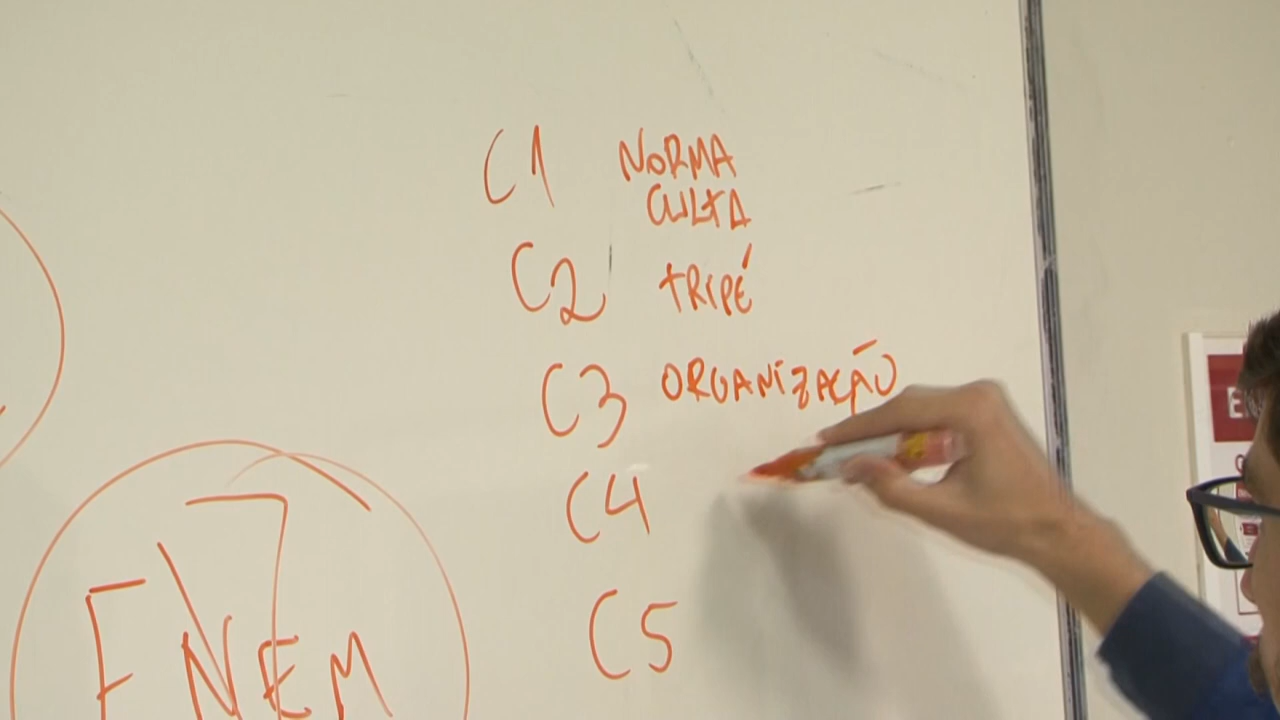 C1 NORMA
CULTA
C2 TRIPÉ
C3 ORGANIZAÇÃO
C4
C5
ENEM